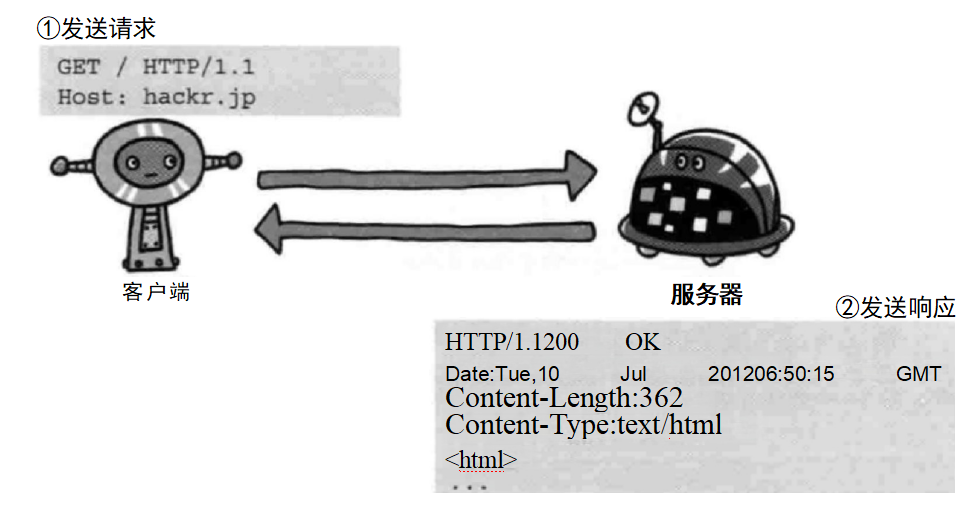 ①发送请求
GET / HTTP/1.1
Host: hackr.jp
客户端
服务器
②发送响应
HTTP/1.1200 OK
Date:Tue,10 Jul 201206:50:15 GMT
Content-Length:362
Content-Type:text/html
<html>
...